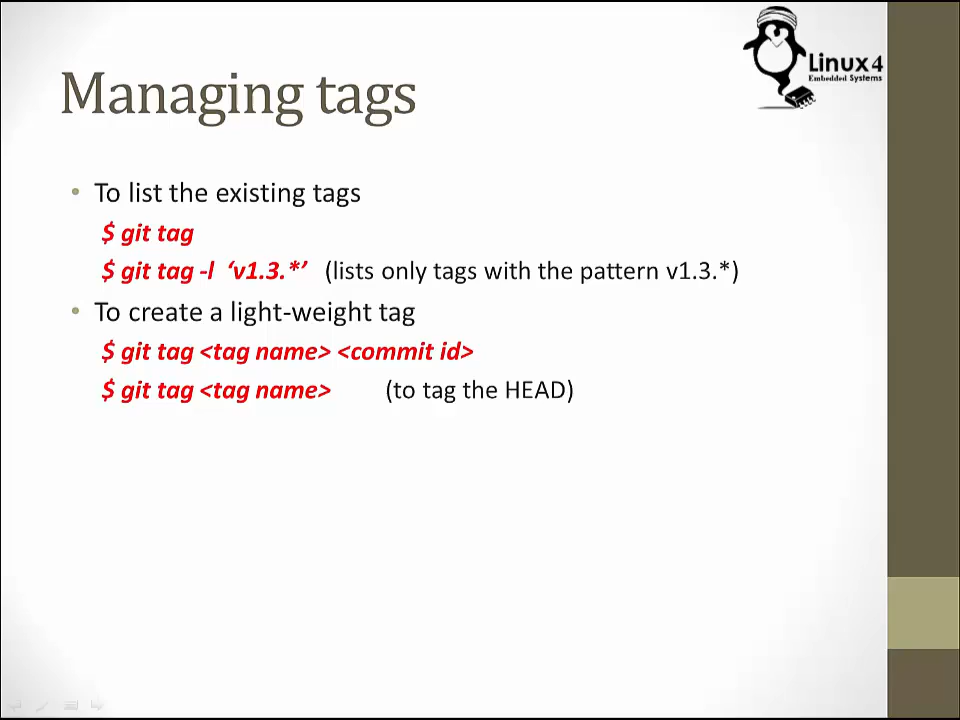 Linux4
Embedded Systems
Managing tags
• To list the existing tags
$ git tag
$ git tag -l ‘v1.3.*’ (lists only tags with the pattern v1.3.*)
• To create a light-weight tag
$ git tag <tag name> <commit id>
$ git tag <tag name> (to tag the HEAD)